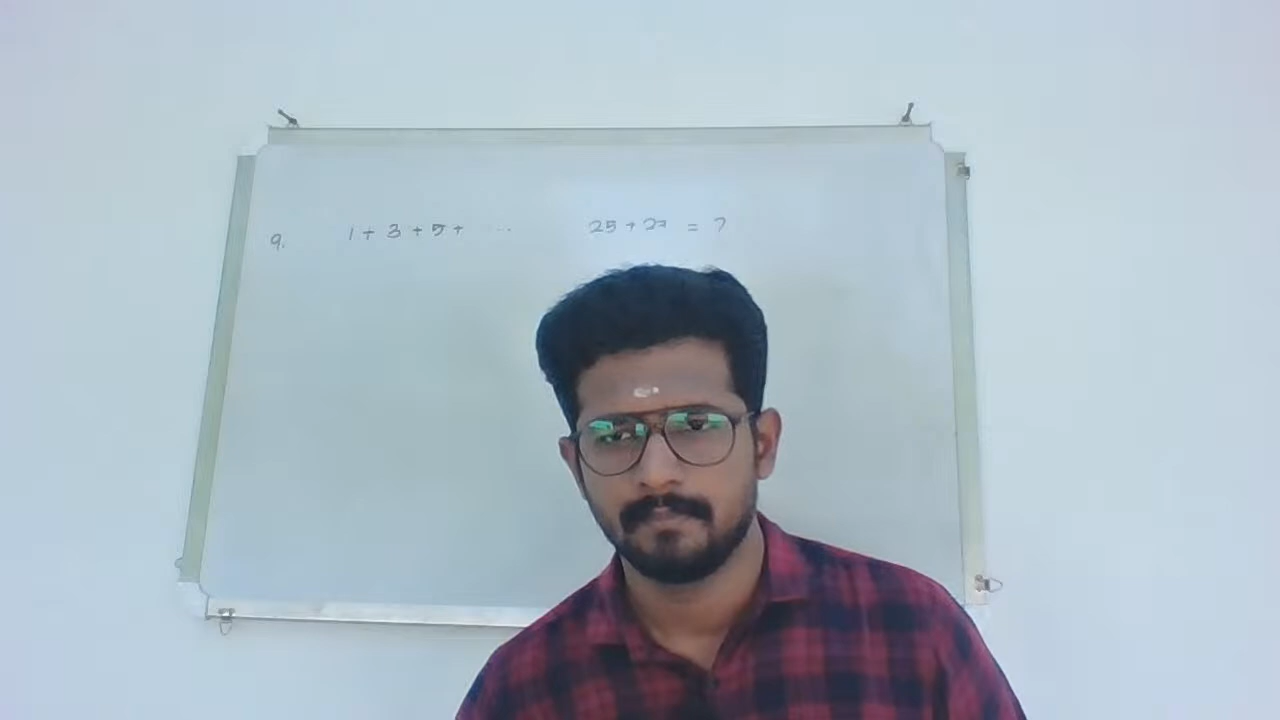 9. 1 + 3 + 5 + ... 25 + 27 = ?